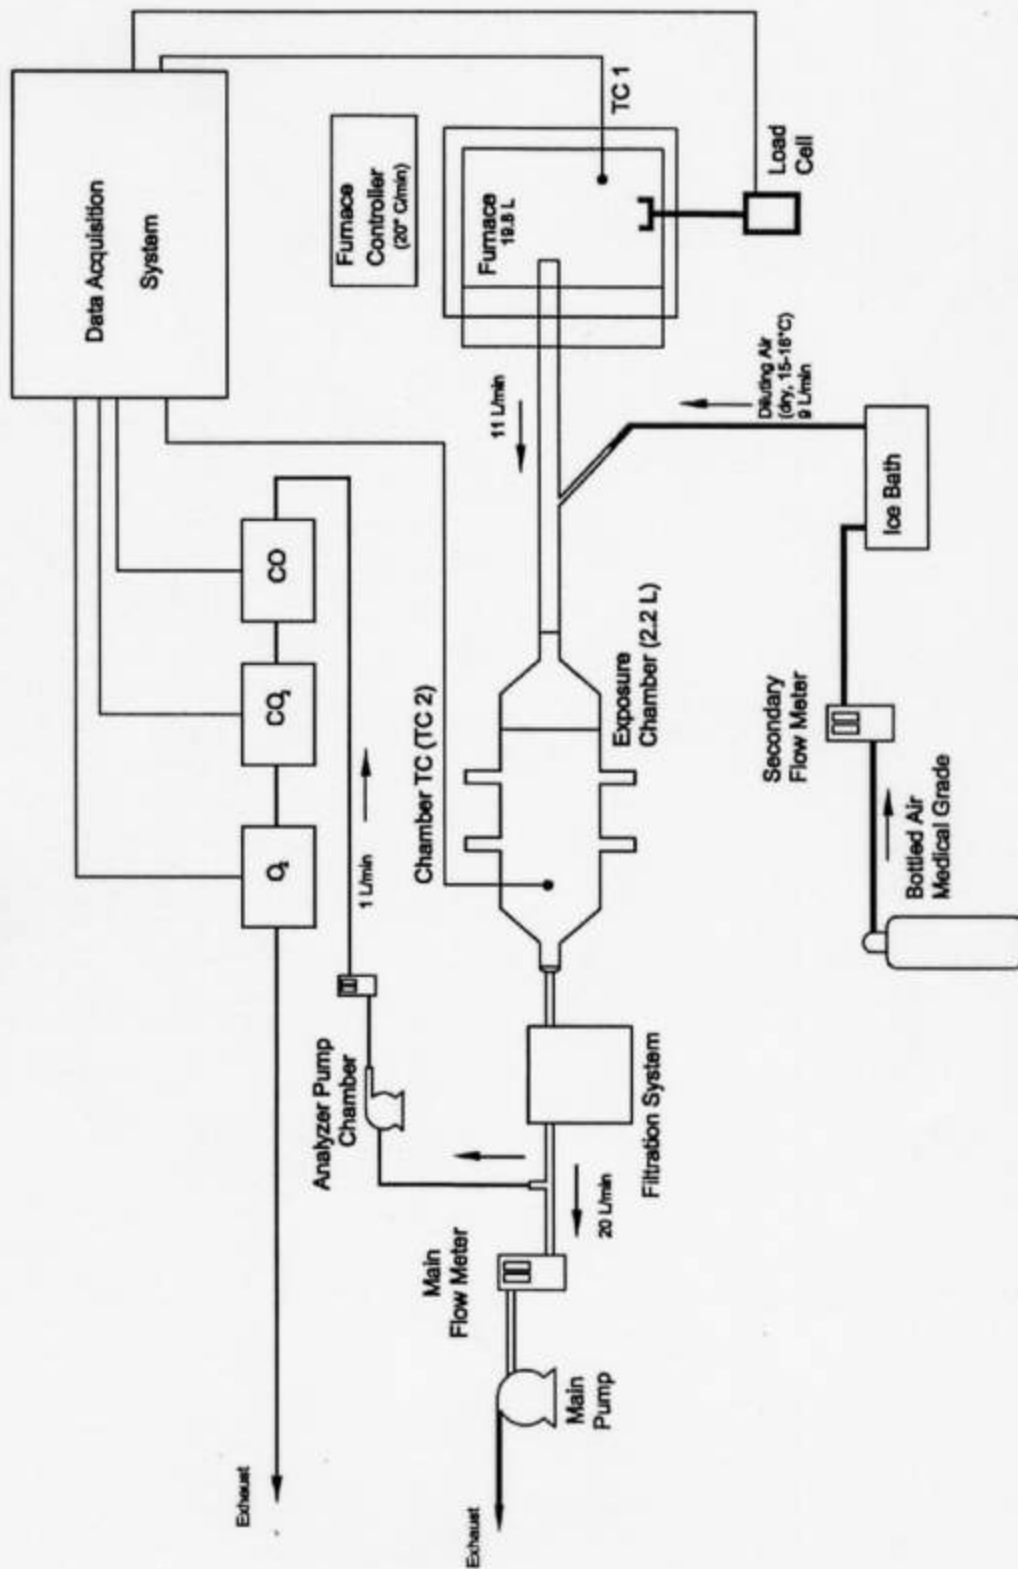 Data Acquisition
System
Furnace
Controller
(20° C/min)
TC 1
Furnace
19.8 L
Load
Cell
11 L/min
Diluting Air
(dry, 15-16°C)
9 L/min
Ice Bath
CO
CO2
O2
1 L/min
Chamber TC (TC 2)
Exposure
Chamber (2.2 L)
Secondary
Flow Meter
Bottled Air
Medical Grade
Analyzer Pump
Chamber
Filtration System
20 L/min
Main
Flow Meter
Main
Pump
Exhaust
Exhaust